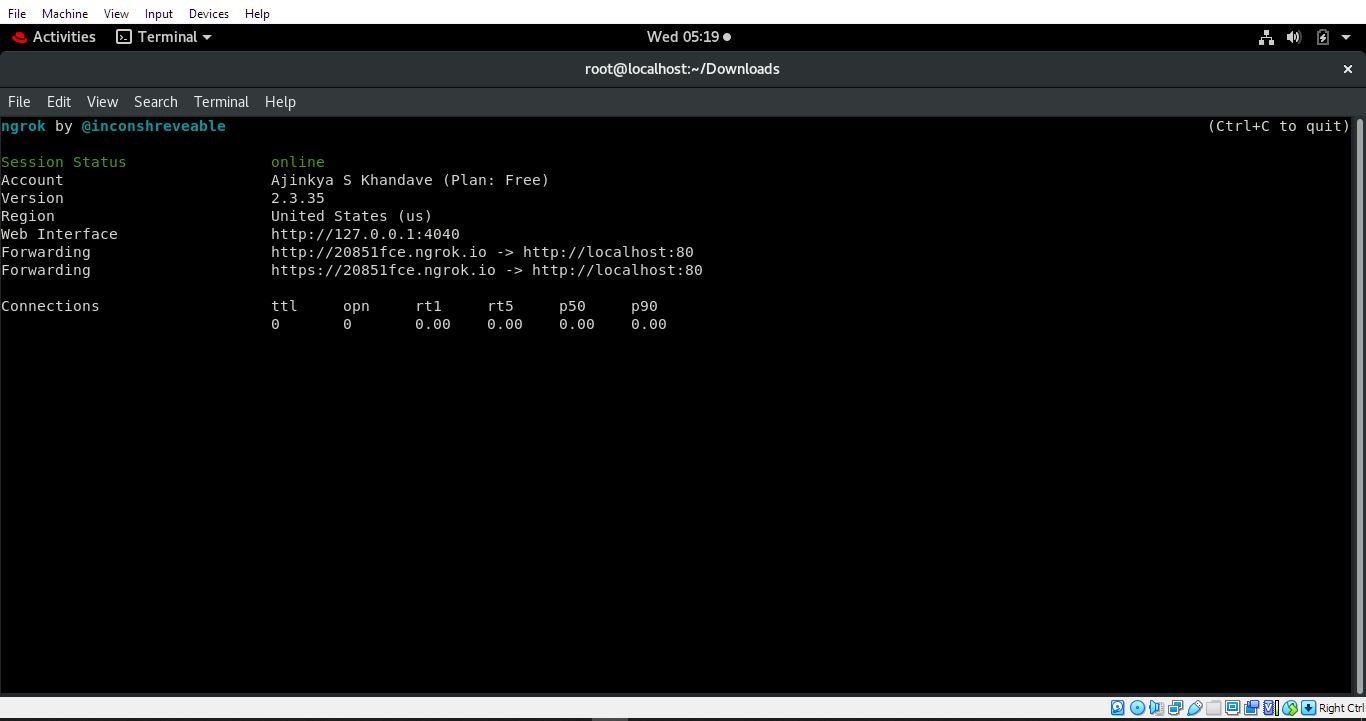 File Machine View Input Devices Help
Activities Terminal Wed 05:19
root@localhost:~/Downloads
File Edit View Search Terminal Help
ngrok by @inconshreveable (Ctrl+C to quit)
Session Status online
Account Ajinkya S Khandave (Plan: Free)
Version 2.3.35
Region United States (us)
Web Interface http://127.0.0.1:4040
Forwarding http://20851fce.ngrok.io -> http://localhost:80
Forwarding https://20851fce.ngrok.io -> http://localhost:80
Connections ttl opn rt1 rt5 p50 p90
0 0 0.00 0.00 0.00 0.00
Right Ctrl